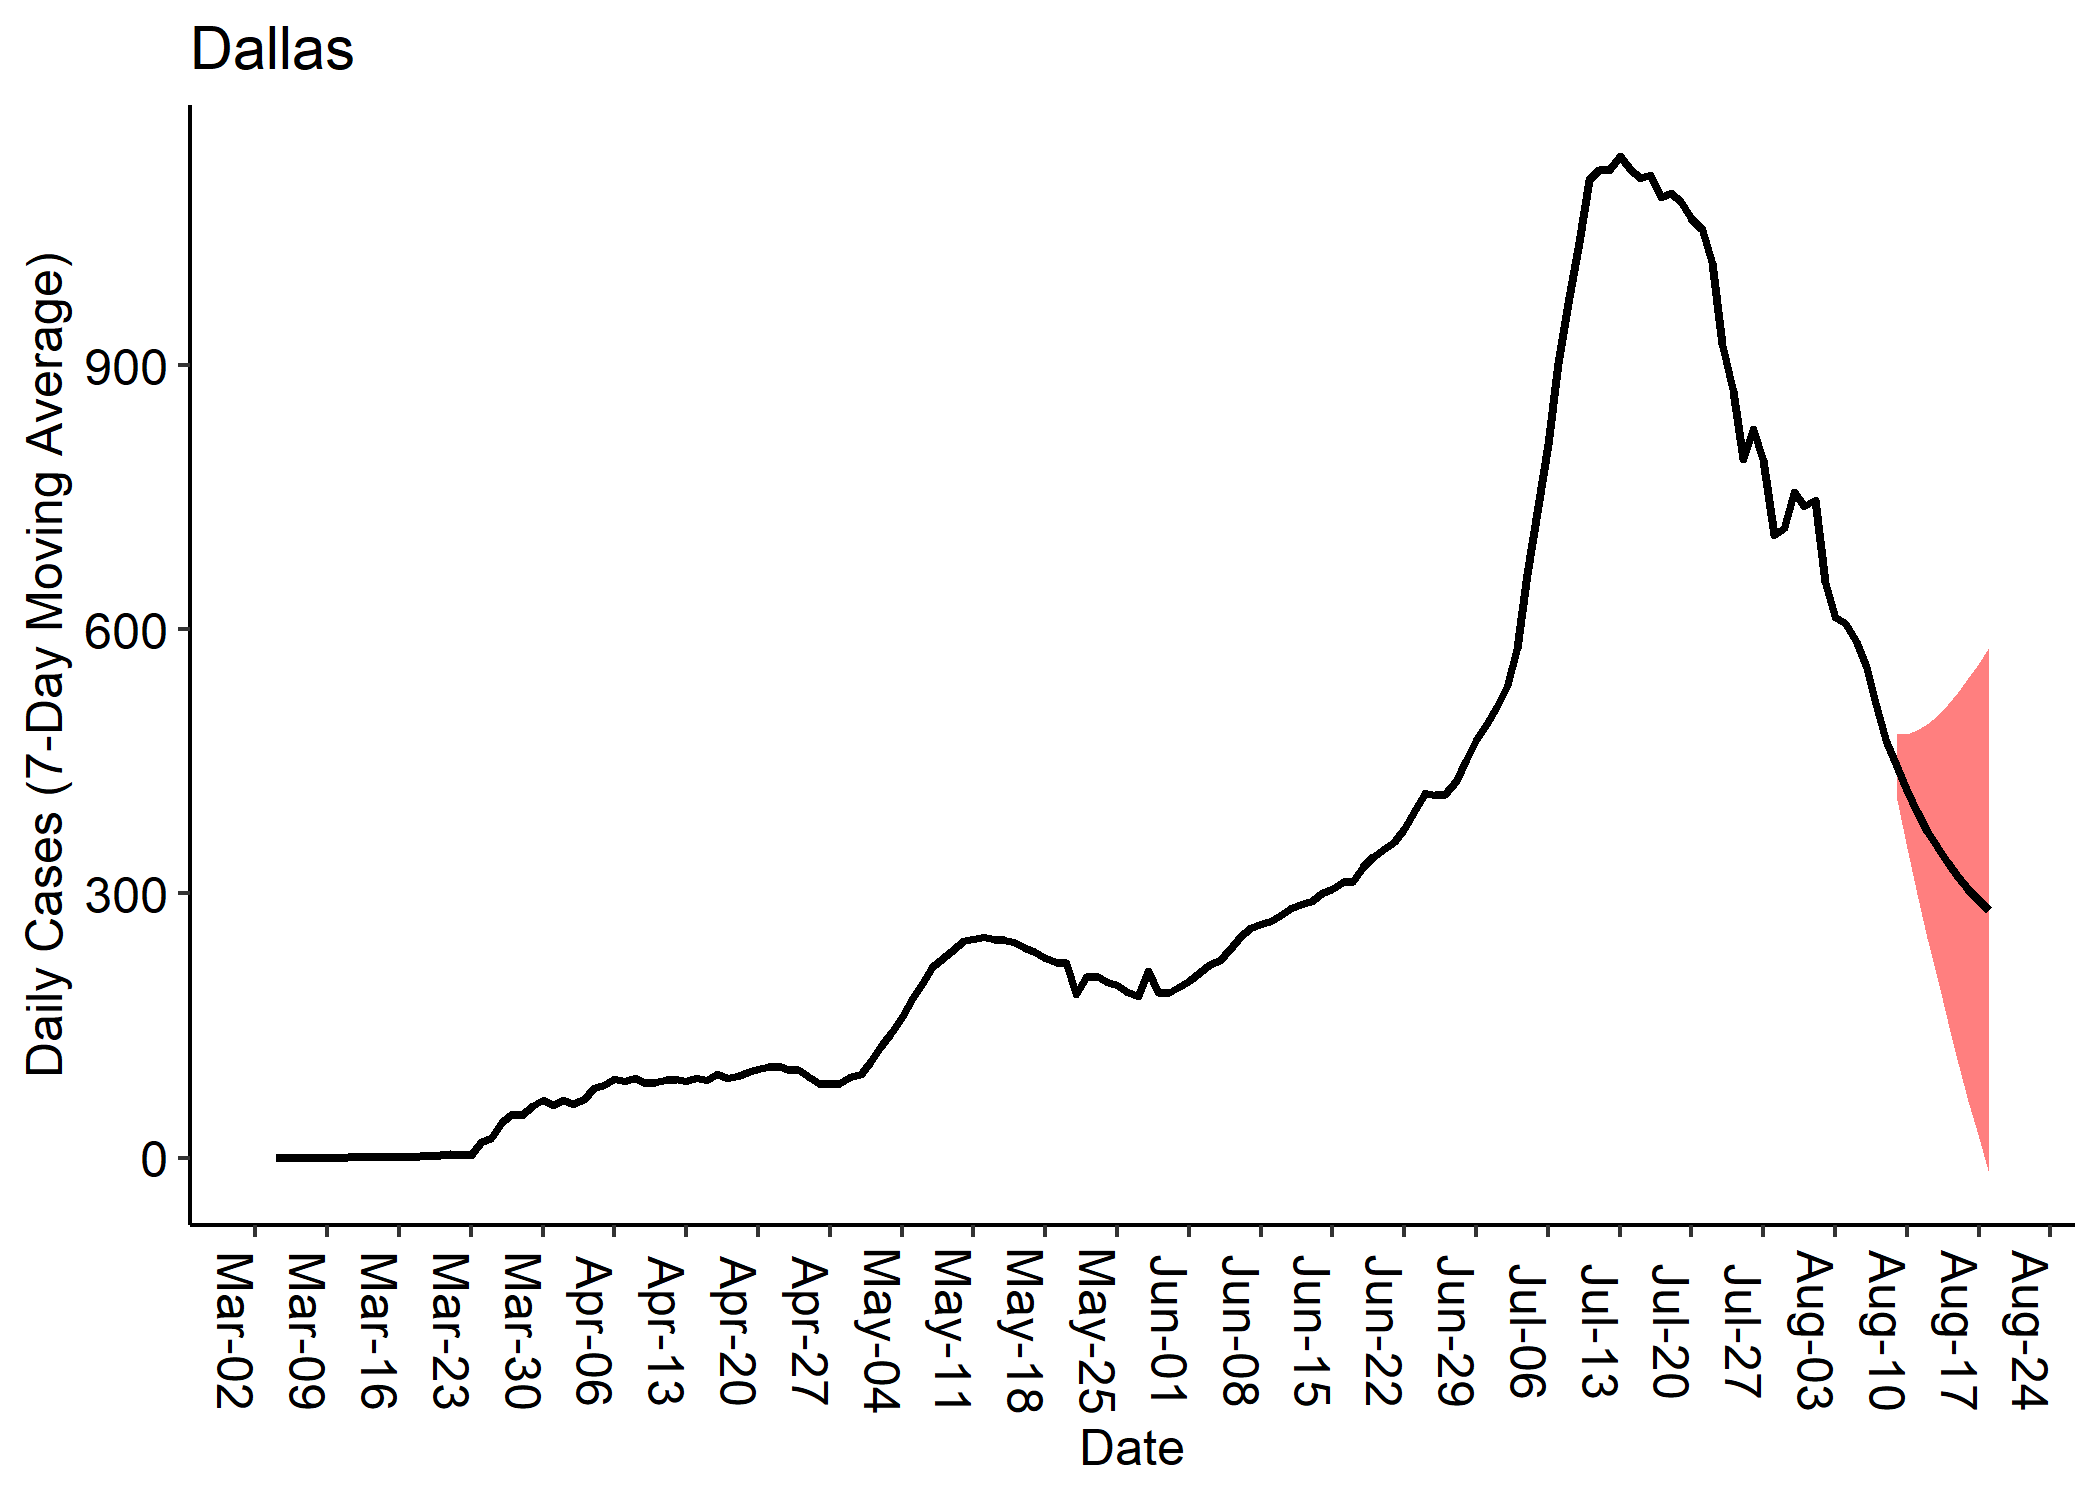 Dallas
Daily Cases (7-Day Moving Average)
900
600
300
0
Mar-02
Mar-09
Mar-16
Mar-23
Mar-30
Apr-06
Apr-13
Apr-20
Apr-27
May-04
May-11
May-18
May-25
Jun-01
Jun-08
Jun-15
Jun-22
Jun-29
Jul-06
Jul-13
Jul-20
Jul-27
Aug-03
Aug-10
Aug-17
Aug-24
Date